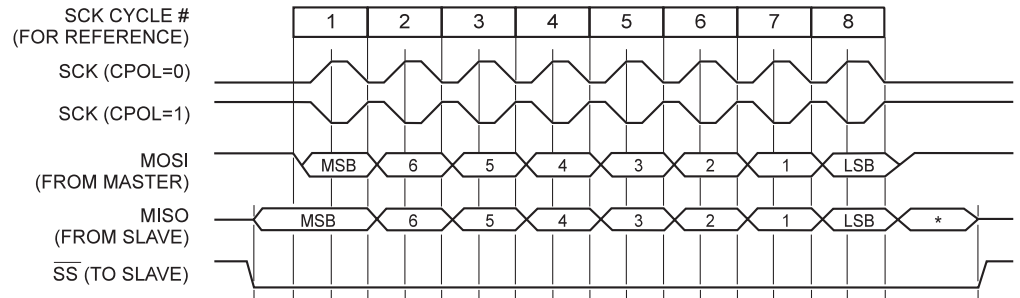 SCK CYCLE #
(FOR REFERENCE)
1 2 3 4 5 6 7 8
SCK (CPOL=0)
SCK (CPOL=1)
MOSI
(FROM MASTER)
MSB 6 5 4 3 2 1 LSB
MISO
(FROM SLAVE)
MSB 6 5 4 3 2 1 LSB *
SS (TO SLAVE)